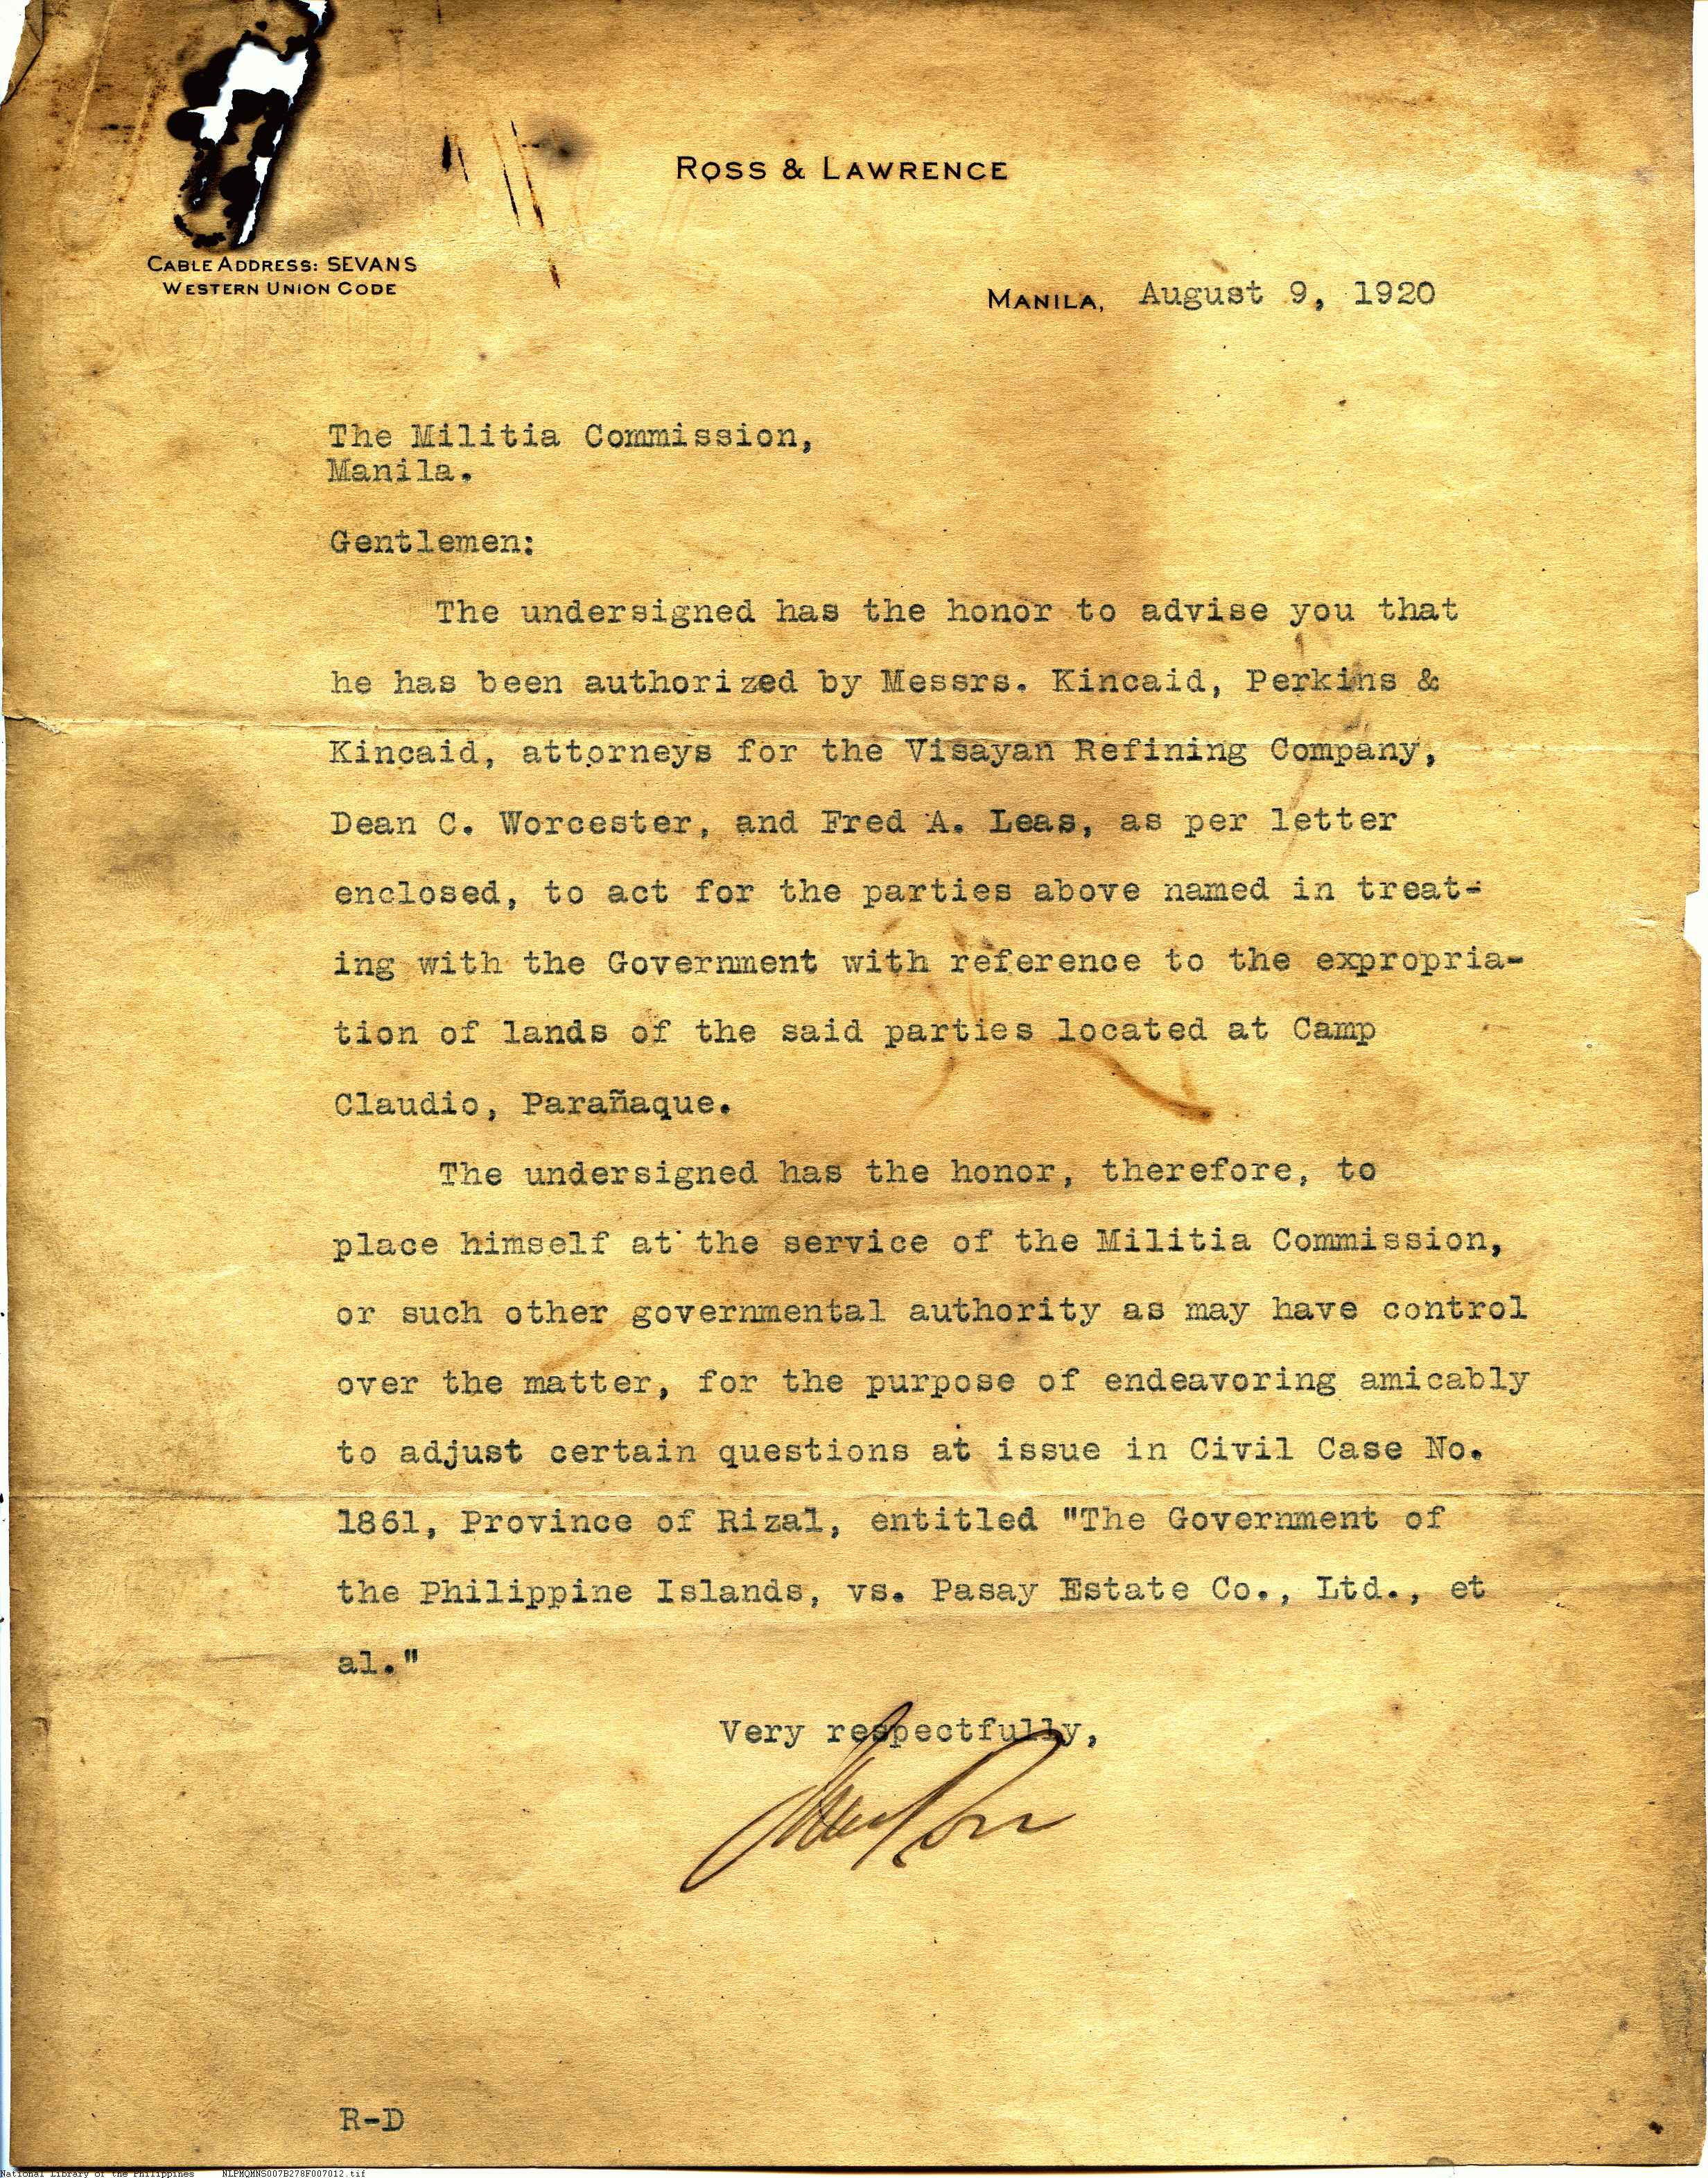 ROSS & LAWRENCE
CABLE ADDRESS: SEVANS
WESTERN UNION CODE
MANILA, August 9, 1920
The Militia Commission,
Manila.
Gentlemen:
The undersigned has the honor to advise you that
he has been authorized by Messrs. Kincaid, Perkins &
Kincaid, attorneys for the Visayan Refining Company,
Dean C. Worcester, and Fred A. Leas, as per letter
enclosed, to act for the parties above named in treat-
ing with the Government with reference to the expropria-
tion of lands of the said parties located at Camp
Claudio, Parañaque.
The undersigned has the honor, therefore, to
place himself at the service of the Militia Commission,
or such other governmental authority as may have control
over the matter, for the purpose of endeavoring amicably
to adjust certain questions at issue in Civil Case No.
1861, Province of Rizal, entitled "The Government of
the Philippine Islands, vs. Pasay Estate Co., Ltd., et
al."
Very respectfully,
R-D
National Library of the Philippines NLPMQMNS007B278F007012.tif